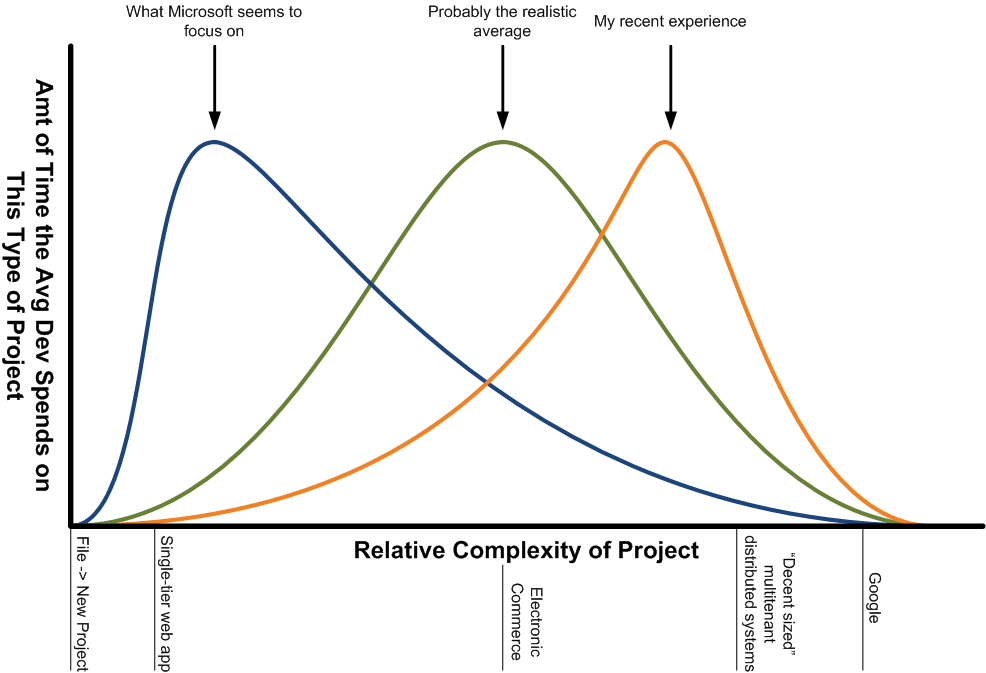 What Microsoft seems to
focus on
Probably the realistic
average
My recent experience
Amt of Time the Avg Dev Spends on
This Type of Project
Relative Complexity of Project
File -> New Project
Single-tier web app
Electronic
Commerce
“Decent sized”
multitenant
distributed systems
Google